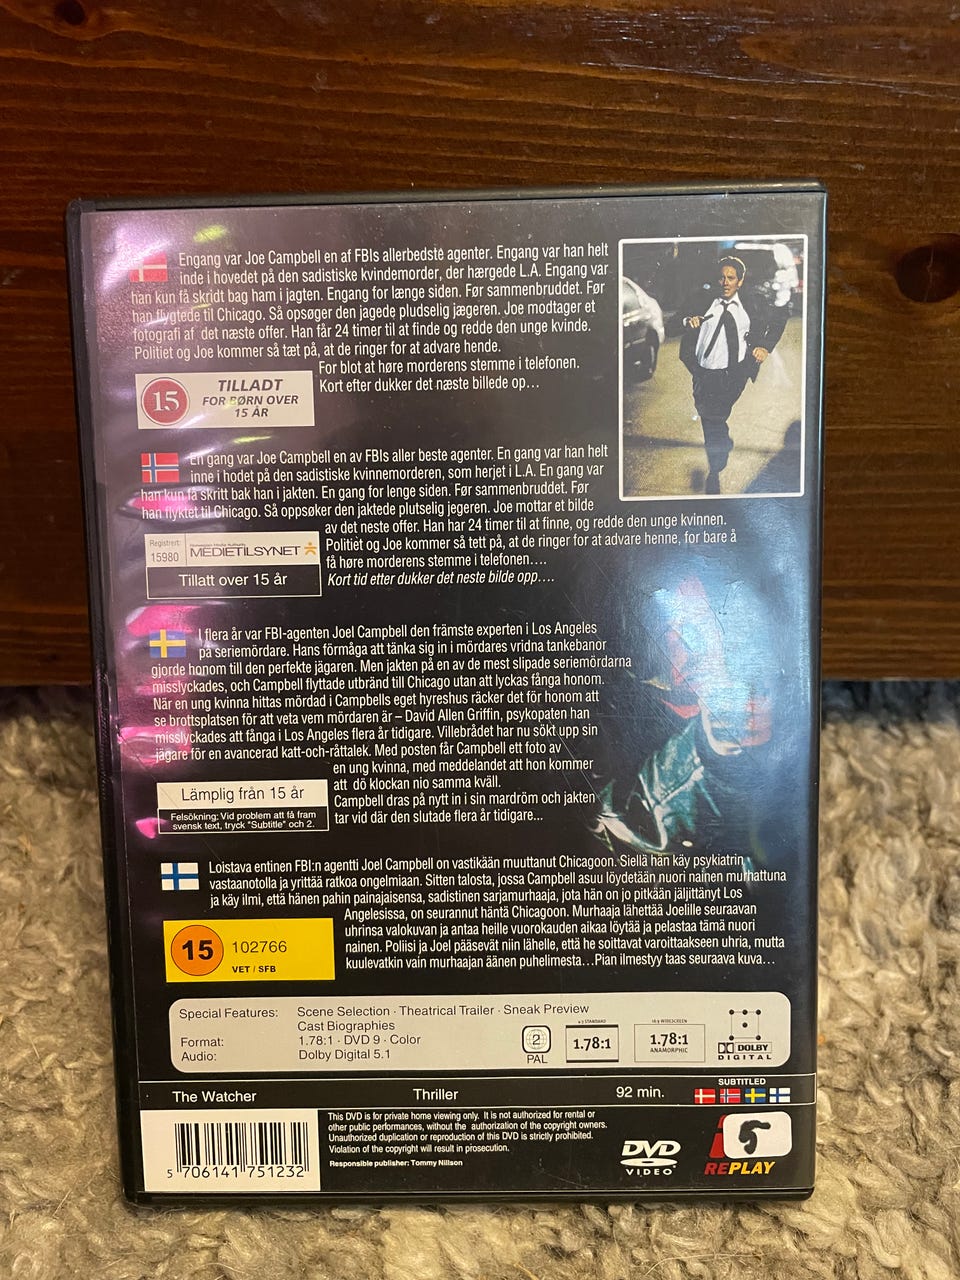 Engang var Joe Campbell en af FBIs allerbedste agenter. Engang var han helt
inde i hovedet på den sadistiske kvindemorder, der hærgede L.A. Engang var
han kun få skridt bag ham i jagten. Engang for længe siden. Før sammenbruddet. Før
han flygtede til Chicago. Så opsøger den jagede pludselig jægeren. Joe modtager et
fotografi af det næste offer. Han får 24 timer til at finde og redde den unge kvinde.
Politiet og Joe kommer så tæt på, at de ringer for at advare hende.
For blot at høre morderens stemme i telefonen.
Kort efter dukker det næste billede op...
15
TILLADT
FOR BØRN OVER
15 ÅR
En gang var Joe Campbell en av FBIs aller beste agenter. En gang var han helt
inne i hodet på den sadistiske kvinnemorderen, som herjet i L.A. En gang var
han kun få skritt bak han i jakten. En gang for lenge siden. Før sammenbruddet. Før
han flyktet til Chicago. Så oppsøker den jaktede plutselig jegeren. Joe mottar et bilde
av det neste offer. Han har 24 timer til at finne, og redde den unge kvinnen.
Politiet og Joe kommer så tett på, at de ringer for at advare henne, for bare å
få høre morderens stemme i telefonen....
Kort tid etter dukker det neste bilde opp....
Registrert
15980
Norwegian Media Authority
MEDIETILSYNET
Tillatt over 15 år
I flera år var FBI-agenten Joel Campbell den främste experten i Los Angeles
på seriemördare. Hans förmåga att tänka sig in i mördares vridna tankebanor
gjorde honom till den perfekte jägaren. Men jakten på en av de mest slipade seriemördarna
misslyckades, och Campbell flyttade utbränd till Chicago utan att lyckas fånga honom.
När en ung kvinna hittas mördad i Campbells eget hyreshus räcker det för honom att
se brottsplatsen för att veta vem mördaren är – David Allen Griffin, psykopaten han
misslyckades att fånga i Los Angeles flera år tidigare. Villebrådet har nu sökt upp sin
jägare för en avancerad katt-och-råttalek. Med posten får Campbell ett foto av
en ung kvinna, med meddelandet att hon kommer
att dö klockan nio samma kväll.
Campbell dras på nytt in i sin mardröm och jakten
tar vid där den slutade flera år tidigare...
Lämplig från 15 år
Felsökning: Vid problem att få fram
svensk text, tryck "Subtitle" och 2.
Loistava entinen FBI:n agentti Joel Campbell on vastikään muuttanut Chicagoon. Siellä hän käy psykiatrin
vastaanotolla ja yrittää ratkoa ongelmiaan. Sitten talosta, jossa Campbell asuu löydetään nuori nainen murhattuna
ja käy ilmi, että hänen pahin painajaisensa, sadistinen sarjamurhaaja, jota hän on jo pitkään jäljittänyt Los
Angelesissa, on seurannut häntä Chicagoon. Murhaaja lähettää Joelille seuraavan
uhrinsa valokuvan ja antaa heille vuorokauden aikaa löytää ja pelastaa tämä nuori
nainen. Poliisi ja Joel pääsevät niin lähelle, että he soittavat varoittaakseen uhria, mutta
kuulevatkin vain murhaajan äänen puhelimesta...Pian ilmestyy taas seuraava kuva...
15
102766
VET / SFB
Special Features: Scene Selection · Theatrical Trailer · Sneak Preview
Cast Biographies
Format: 1.78:1 · DVD 9 · Color
Audio: Dolby Digital 5.1
2
PAL
4:3 STANDARD
1.78:1
16:9 WIDESCREEN
1.78:1
ANAMORPHIC
DOLBY
DIGITAL
The Watcher Thriller 92 min.
SUBTITLED
5 706141 751232
This DVD is for private home viewing only. It is not authorized for rental or
other public performances, without the authorization of the copyright owners.
Unauthorized duplication or reproduction of this DVD is strictly prohibited.
Violation of the copyright will result in prosecution.
Responsible publisher: Tommy Nillson
DVD
VIDEO
REPLAY